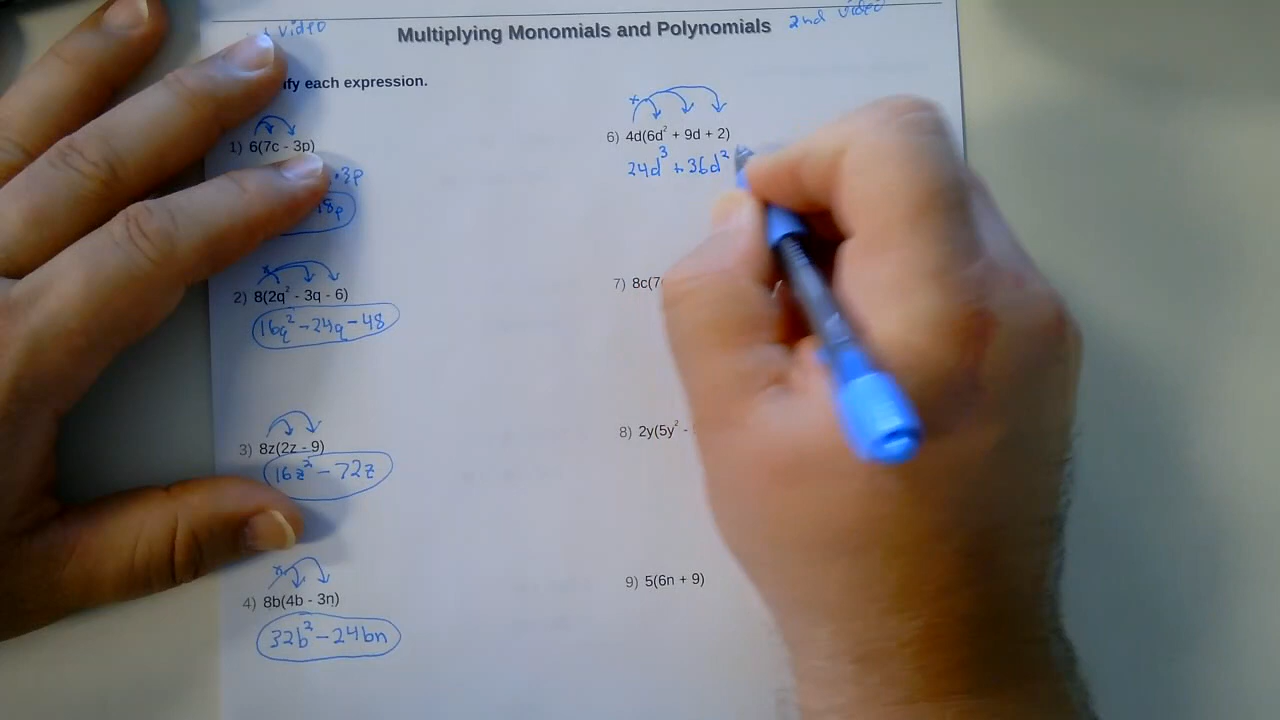 video
Multiplying Monomials and Polynomials
2nd video
ify each expression.
1) 6(7c - 3p)
·3p
18p
2) 8(2q² - 3q - 6)
16q² - 24q - 48
3) 8z(2z - 9)
16z² - 72z
4) 8b(4b - 3n)
32b² - 24bn
6) 4d(6d² + 9d + 2)
24d³ + 36d²
7) 8c(7
8) 2y(5y² -
9) 5(6n + 9)